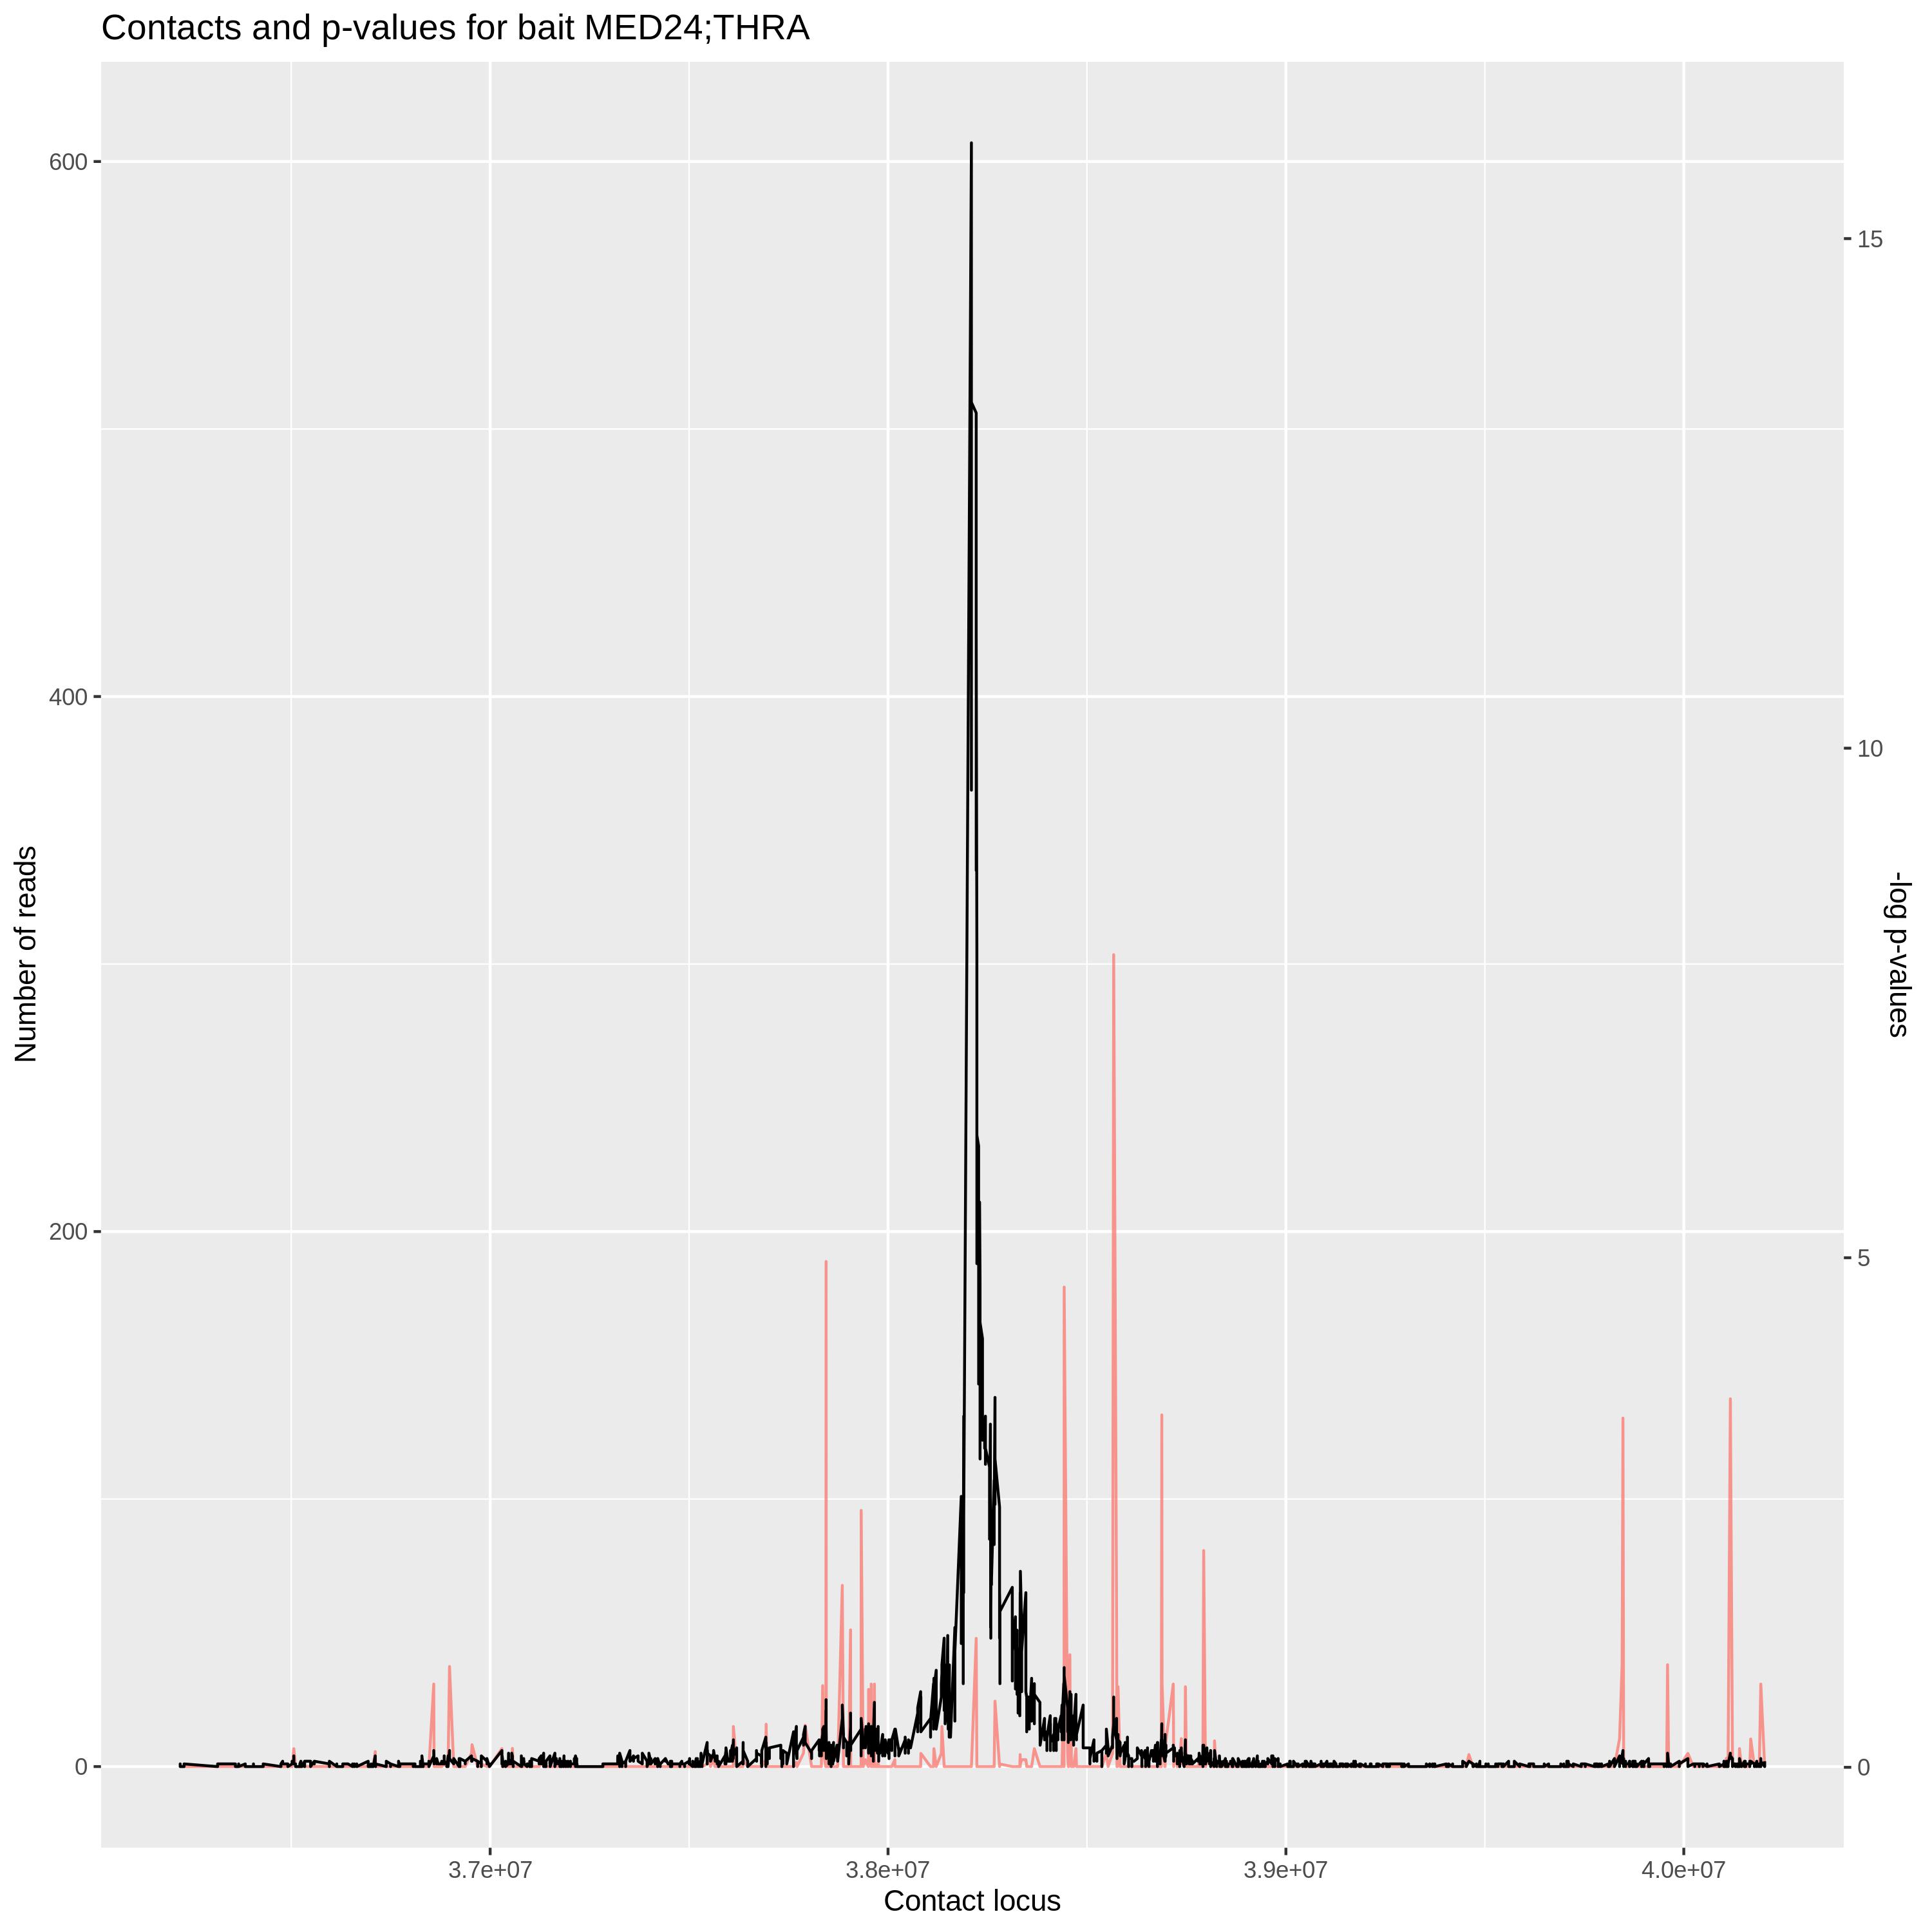 Contacts and p-values for bait MED24;THRA
600
400
200
0
15
10
5
0
Number of reads
-log p-values
3.7e+07 3.8e+07 3.9e+07 4.0e+07
Contact locus